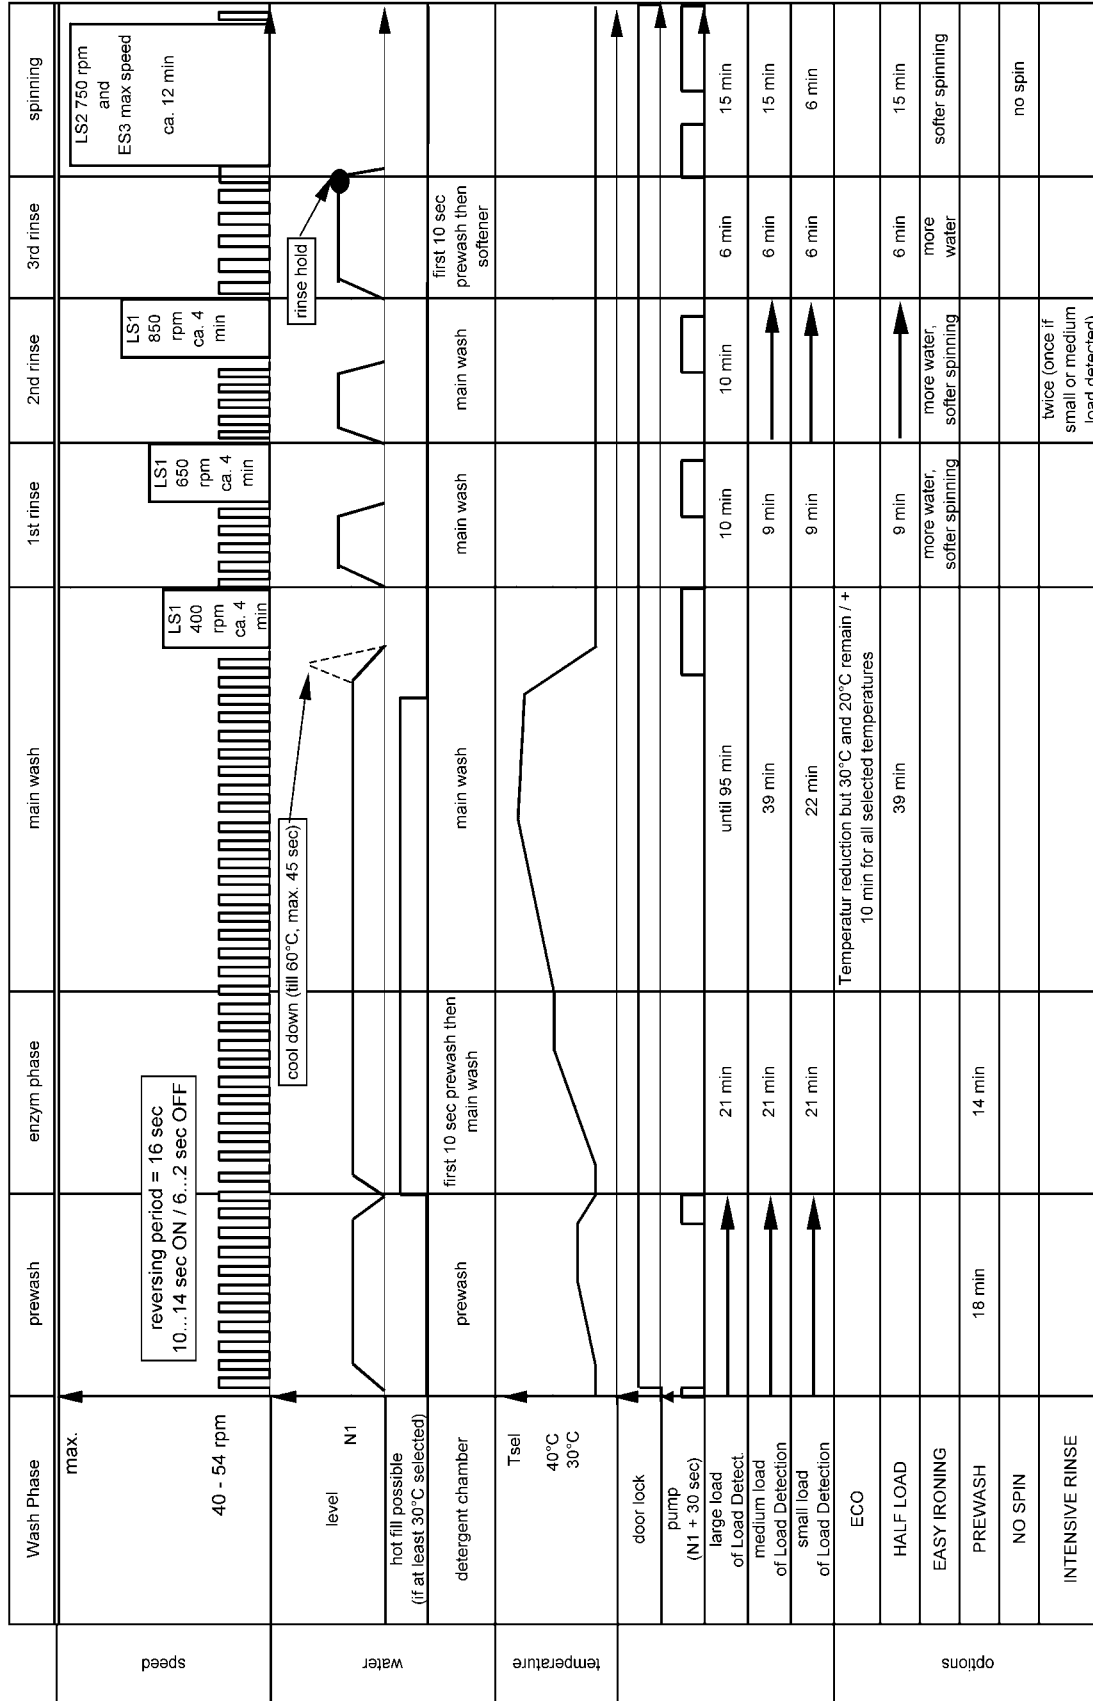 Wash Phase
prewash
enzym phase
main wash
1st rinse
2nd rinse
3rd rinse
spinning
speed
max.
40 - 54 rpm
reversing period = 16 sec
10...14 sec ON / 6...2 sec OFF
LS1
400
rpm
ca. 4
min
LS1
650
rpm
ca. 4
min
LS1
850
rpm
ca. 4
min
LS2 750 rpm
and
ES3 max speed
ca. 12 min
water
level
N1
cool down (till 60°C, max. 45 sec)
rinse hold
hot fill possible
(if at least 30°C selected)
detergent chamber
prewash
first 10 sec prewash then
main wash
main wash
main wash
main wash
first 10 sec
prewash then
softener
temperature
Tsel
40°C
30°C
door lock
pump
(N1 + 30 sec)
large load
of Load Detect.
21 min
until 95 min
10 min
10 min
6 min
15 min
medium load
of Load Detection
21 min
39 min
9 min
6 min
15 min
small load
of Load Detection
21 min
22 min
9 min
6 min
6 min
options
ECO
Temperatur reduction but 30°C and 20°C remain / +
10 min for all selected temperatures
HALF LOAD
39 min
9 min
6 min
15 min
EASY IRONING
more water,
softer spinning
more water,
softer spinning
more
water
softer spinning
PREWASH
18 min
14 min
NO SPIN
no spin
INTENSIVE RINSE
twice (once if
small or medium
load detected)